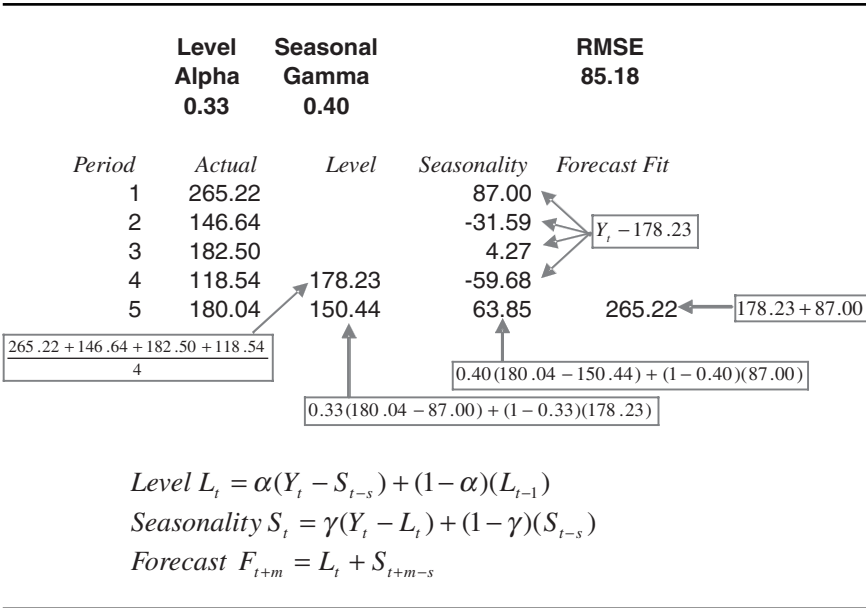 Level Seasonal RMSE
Alpha Gamma 85.18
0.33 0.40
Period Actual Level Seasonality Forecast Fit
1 265.22 87.00
2 146.64 -31.59
3 182.50 4.27
4 118.54 178.23 -59.68
5 180.04 150.44 63.85 265.22
Y_t − 178.23
178.23 + 87.00
265.22 + 146.64 + 182.50 + 118.54
4
0.40(180.04 − 150.44) + (1 − 0.40)(87.00)
0.33(180.04 − 87.00) + (1 − 0.33)(178.23)
Level L_t = α(Y_t − S_{t−s}) + (1 − α)(L_{t−1})
Seasonality S_t = γ(Y_t − L_t) + (1 − γ)(S_{t−s})
Forecast F_{t+m} = L_t + S_{t+m−s}